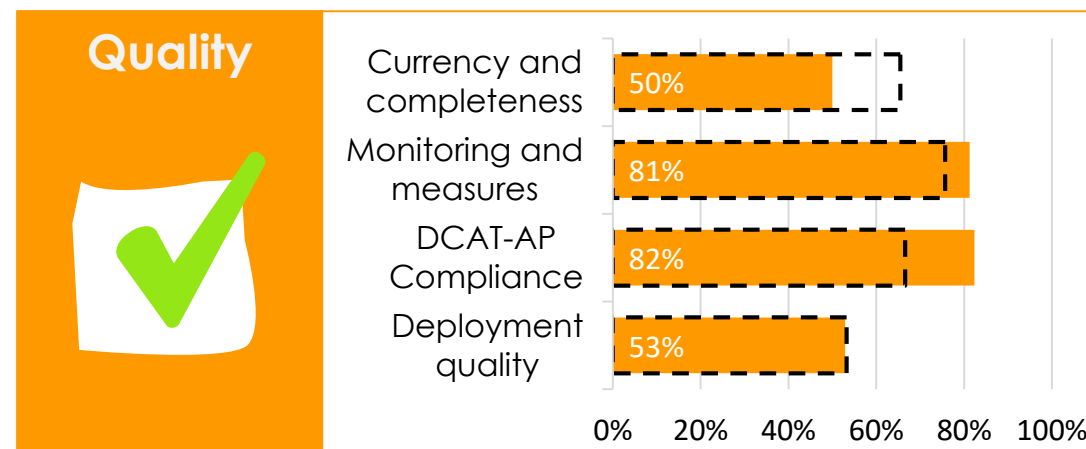 Quality
Currency and
completeness
50%
Monitoring and
measures
81%
DCAT-AP
Compliance
82%
Deployment
quality
53%
0% 20% 40% 60% 80% 100%